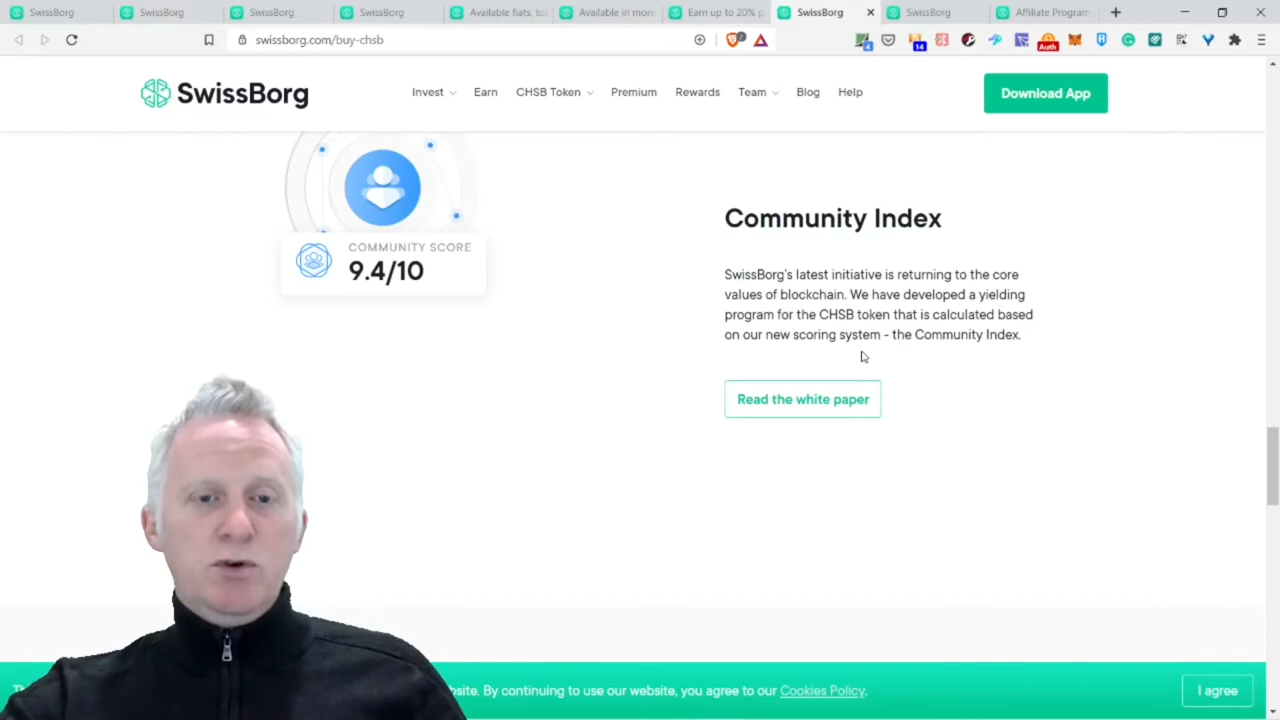 SwissBorg
SwissBorg
SwissBorg
SwissBorg
Available fiats, to
Available in more
Earn up to 20% p
SwissBorg
SwissBorg
Affiliate Program
swissborg.com/buy-chsb
4
14
Auth
SwissBorg
Invest
Earn
CHSB Token
Premium
Rewards
Team
Blog
Help
Download App
COMMUNITY SCORE
9.4/10
Community Index
SwissBorg's latest initiative is returning to the core
values of blockchain. We have developed a yielding
program for the CHSB token that is calculated based
on our new scoring system - the Community Index.
Read the white paper
By continuing to use our website, you agree to our Cookies Policy.
I agree